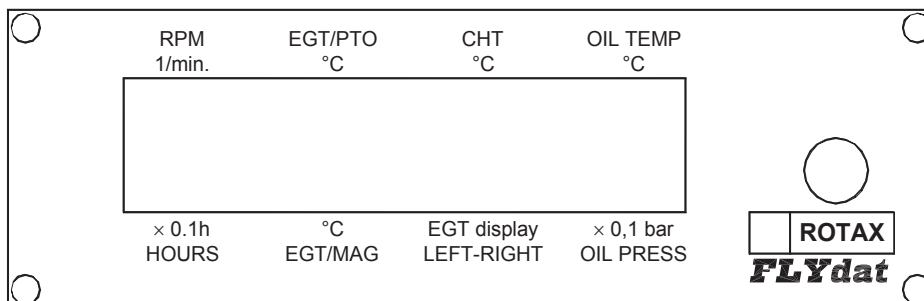 RPM EGT/PTO CHT OIL TEMP
1/min. °C °C °C
× 0.1h °C EGT display × 0,1 bar
HOURS EGT/MAG LEFT-RIGHT OIL PRESS
ROTAX
FLYdat